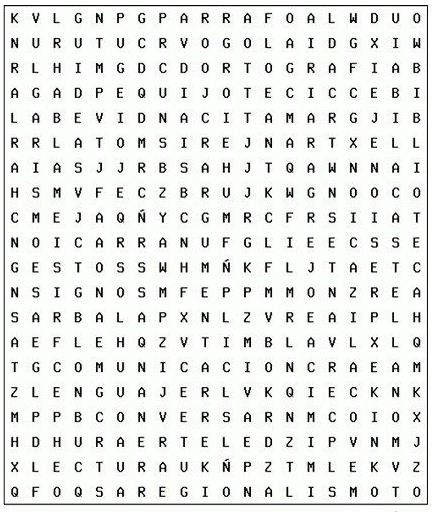 K V L G N P G P A R R A F O A L W D U O
N U R U T U C R V O G O L A I D G X I W
R L H I M G D C D O R T O G R A F I A B
A G A D P E Q U I J O T E C I C C E B I
L A B E V I D N A C I T A M A R G J I B
R R L A T O M S I R E J N A R T X E L L
A I A S J J R B S A H J T Q A W N N A I
H S M V F E C Z B R U J K W G N O O C O
C M E J A Q Ñ Y C G M R C F R S I I A T
N O I C A R R A N U F G L I E E C S S E
G E S T O S S W H M Ñ K F L J T A E T C
N S I G N O S M F E P P M M O N Z R E A
S A R B A L A P X N L Z V R E A I P L H
A E F L E H Q Z V T I M B L A V L X L Q
T G C O M U N I C A C I O N C R A E A M
Z L E N G U A J E R L V K Q I E C K N K
M P P B C O N V E R S A R N M C O I O X
H D H U R A E R T E L E D Z I P V N M J
X L E C T U R A U K Ñ P Z T M L E K V Z
Q F O Q S A R E G I O N A L I S M O T O